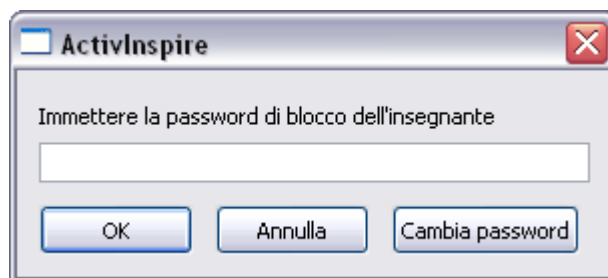 ActivInspire
Immettere la password di blocco dell'insegnante
OK Annulla Cambia password